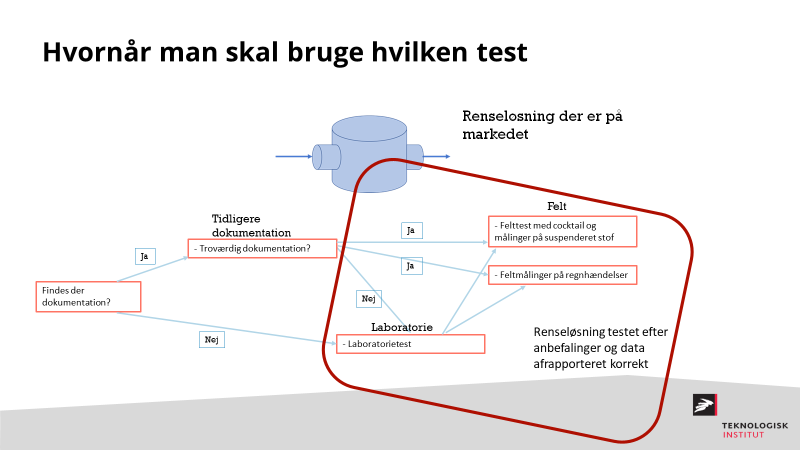 Hvornår man skal bruge hvilken test
Renselosning der er på
markedet
Felt
Tidligere
dokumentation
- Felttest med cocktail og
målinger på suspenderet stof
Ja
- Troværdig dokumentation?
Ja
Ja
- Feltmålinger på regnhændelser
Findes der
dokumentation?
Nej
Laboratorie
Nej
- Laboratorietest
Renseløsning testet efter
anbefalinger og data
afrapporteret korrekt
TEKNOLOGISK
INSTITUT